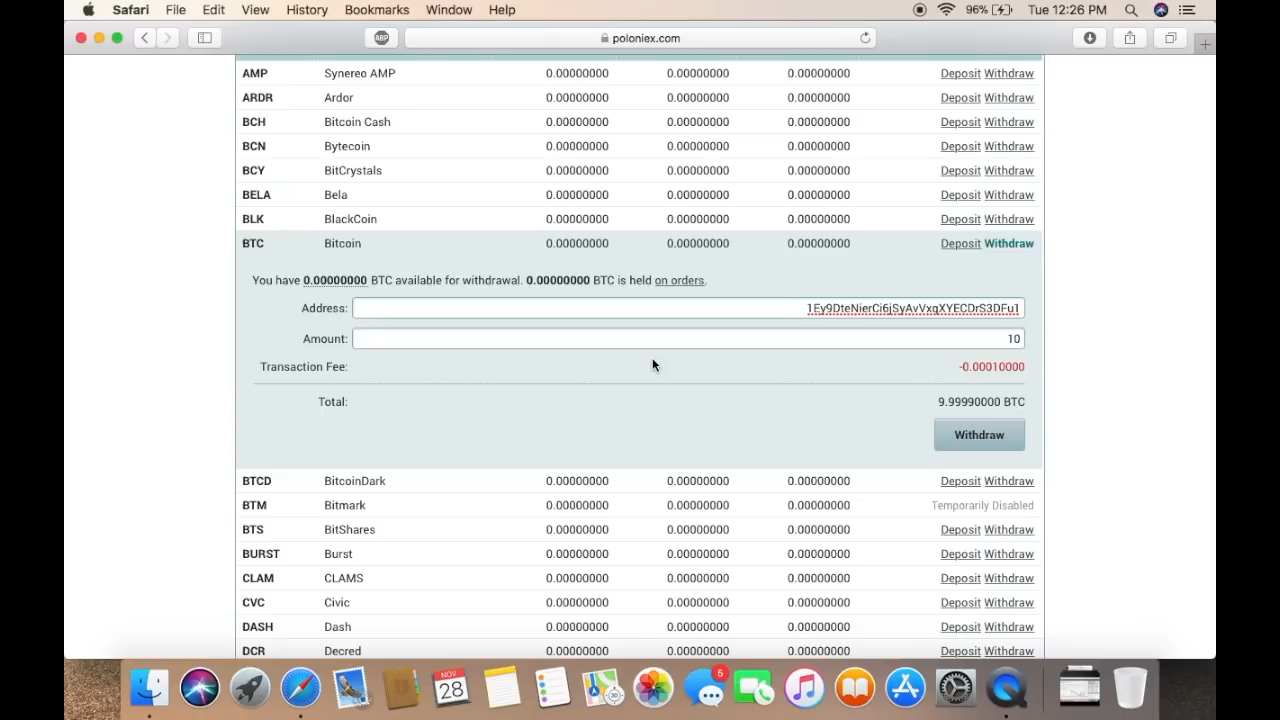 Safari File Edit View History Bookmarks Window Help 96% Tue 12:26 PM
ABP poloniex.com
AMP Synereo AMP 0.00000000 0.00000000 0.00000000 Deposit Withdraw
ARDR Ardor 0.00000000 0.00000000 0.00000000 Deposit Withdraw
BCH Bitcoin Cash 0.00000000 0.00000000 0.00000000 Deposit Withdraw
BCN Bytecoin 0.00000000 0.00000000 0.00000000 Deposit Withdraw
BCY BitCrystals 0.00000000 0.00000000 0.00000000 Deposit Withdraw
BELA Bela 0.00000000 0.00000000 0.00000000 Deposit Withdraw
BLK BlackCoin 0.00000000 0.00000000 0.00000000 Deposit Withdraw
BTC Bitcoin 0.00000000 0.00000000 0.00000000 Deposit Withdraw
You have 0.00000000 BTC available for withdrawal. 0.00000000 BTC is held on orders.
Address: 1Ey9DteNierCi6jSyAvVxqXYECDrS3DFu1
Amount: 10
Transaction Fee: -0.00010000
Total: 9.99990000 BTC
Withdraw
BTCD BitcoinDark 0.00000000 0.00000000 0.00000000 Deposit Withdraw
BTM Bitmark 0.00000000 0.00000000 0.00000000 Temporarily Disabled
BTS BitShares 0.00000000 0.00000000 0.00000000 Deposit Withdraw
BURST Burst 0.00000000 0.00000000 0.00000000 Deposit Withdraw
CLAM CLAMS 0.00000000 0.00000000 0.00000000 Deposit Withdraw
CVC Civic 0.00000000 0.00000000 0.00000000 Deposit Withdraw
DASH Dash 0.00000000 0.00000000 0.00000000 Deposit Withdraw
DCR Decred 0.00000000 0.00000000 0.00000000 Deposit Withdraw
NOV 28 5